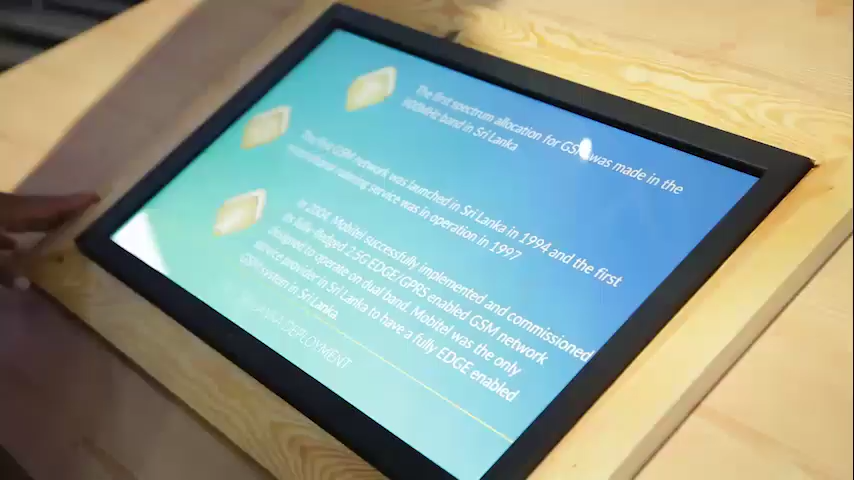 The first spectrum allocation for GSM was made in the
900MHz band in Sri Lanka
The first GSM network was launched in Sri Lanka in 1994 and the first
international roaming service was in operation in 1997
In 2004, Mobitel successfully implemented and commissioned
its fully-fledged 2.5G EDGE/GPRS enabled GSM network
designed to operate on dual band. Mobitel was the only
service provider in Sri Lanka to have a fully EDGE enabled
GSM system in Sri Lanka.
LANKA DEPLOYMENT